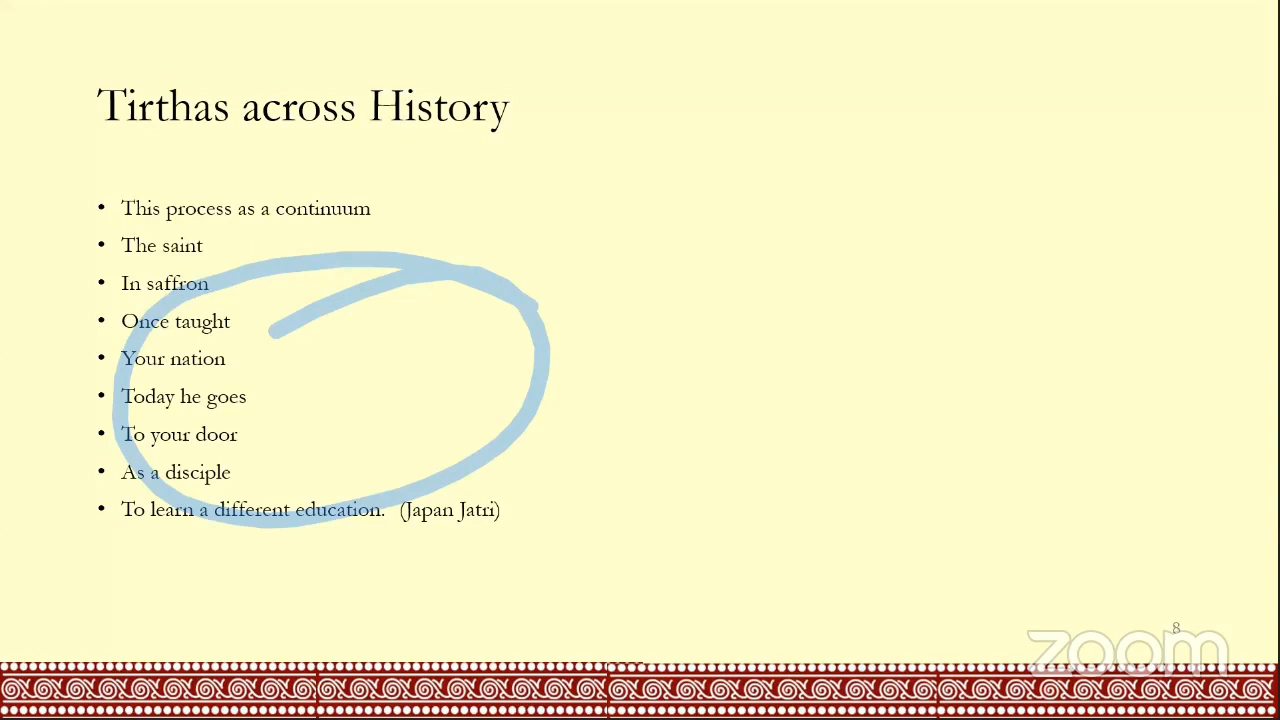 Tirthas across History
• This process as a continuum
• The saint
• In saffron
• Once taught
• Your nation
• Today he goes
• To your door
• As a disciple
• To learn a different education. (Japan Jatri)
8
zoom